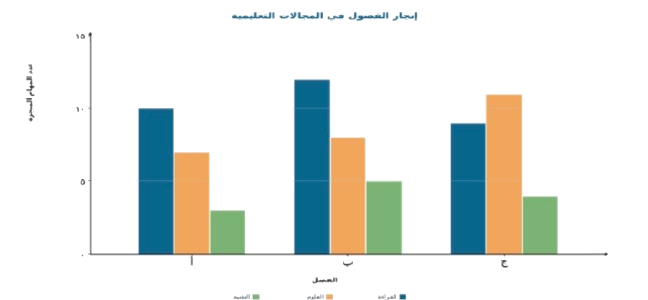 إنجاز الفصول في المجالات التعليمية
عدد المهام المنجزة
١٥
١٠
٥
٠
أ
ب
ج
الفصل
القراءة
العلوم